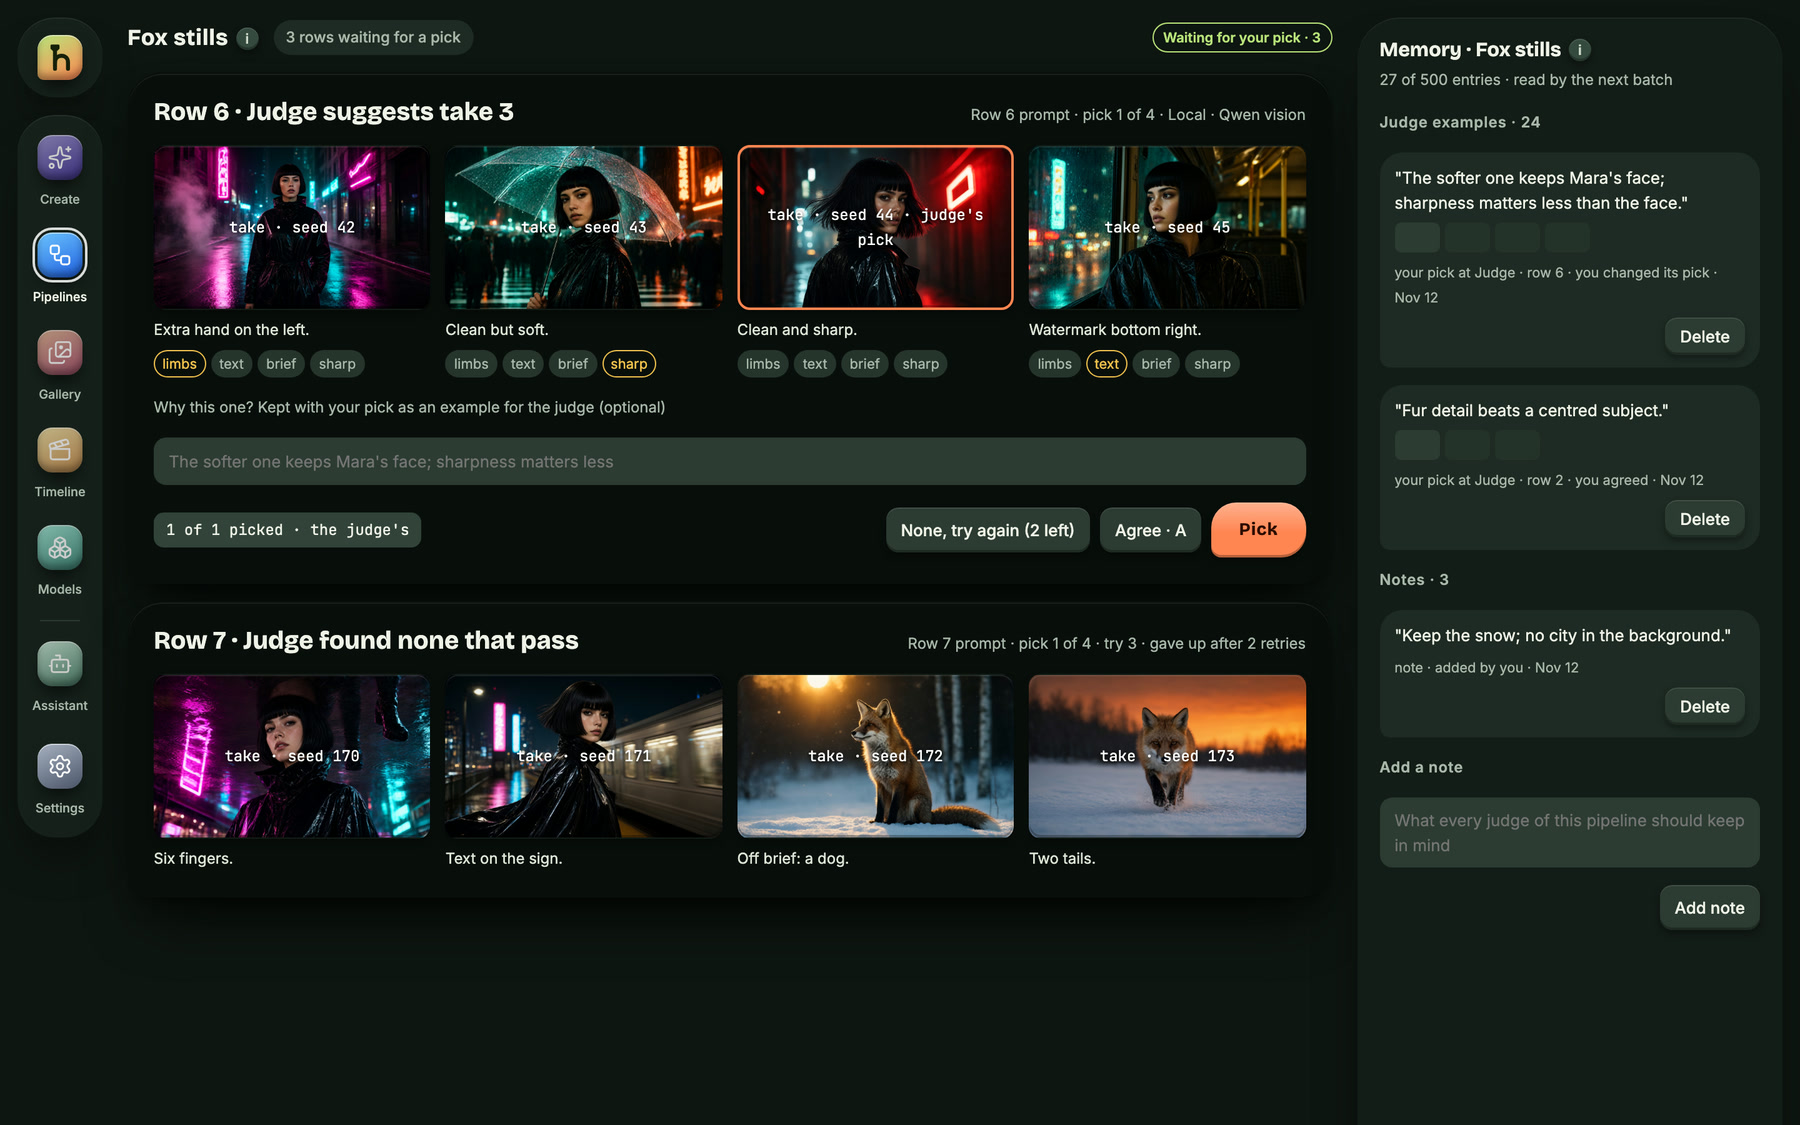 Fox stills
i
3 rows waiting for a pick
Waiting for your pick · 3
h
Create
Pipelines
Gallery
Timeline
Models
Assistant
Settings
Row 6 · Judge suggests take 3
Row 6 prompt · pick 1 of 4 · Local · Qwen vision
take · seed 42
take · seed 43
take · seed 44 · judge's
pick
take · seed 45
Extra hand on the left.
Clean but soft.
Clean and sharp.
Watermark bottom right.
limbs text brief sharp
limbs text brief sharp
limbs text brief sharp
limbs text brief sharp
Why this one? Kept with your pick as an example for the judge (optional)
The softer one keeps Mara's face; sharpness matters less
1 of 1 picked · the judge's
None, try again (2 left)
Agree · A
Pick
Row 7 · Judge found none that pass
Row 7 prompt · pick 1 of 4 · try 3 · gave up after 2 retries
take · seed 170
take · seed 171
take · seed 172
take · seed 173
Six fingers.
Text on the sign.
Off brief: a dog.
Two tails.
Memory · Fox stills
i
27 of 500 entries · read by the next batch
Judge examples · 24
"The softer one keeps Mara's face;
sharpness matters less than the face."
your pick at Judge · row 6 · you changed its pick ·
Nov 12
Delete
"Fur detail beats a centred subject."
your pick at Judge · row 2 · you agreed · Nov 12
Delete
Notes · 3
"Keep the snow; no city in the background."
note · added by you · Nov 12
Delete
Add a note
What every judge of this pipeline should keep
in mind
Add note